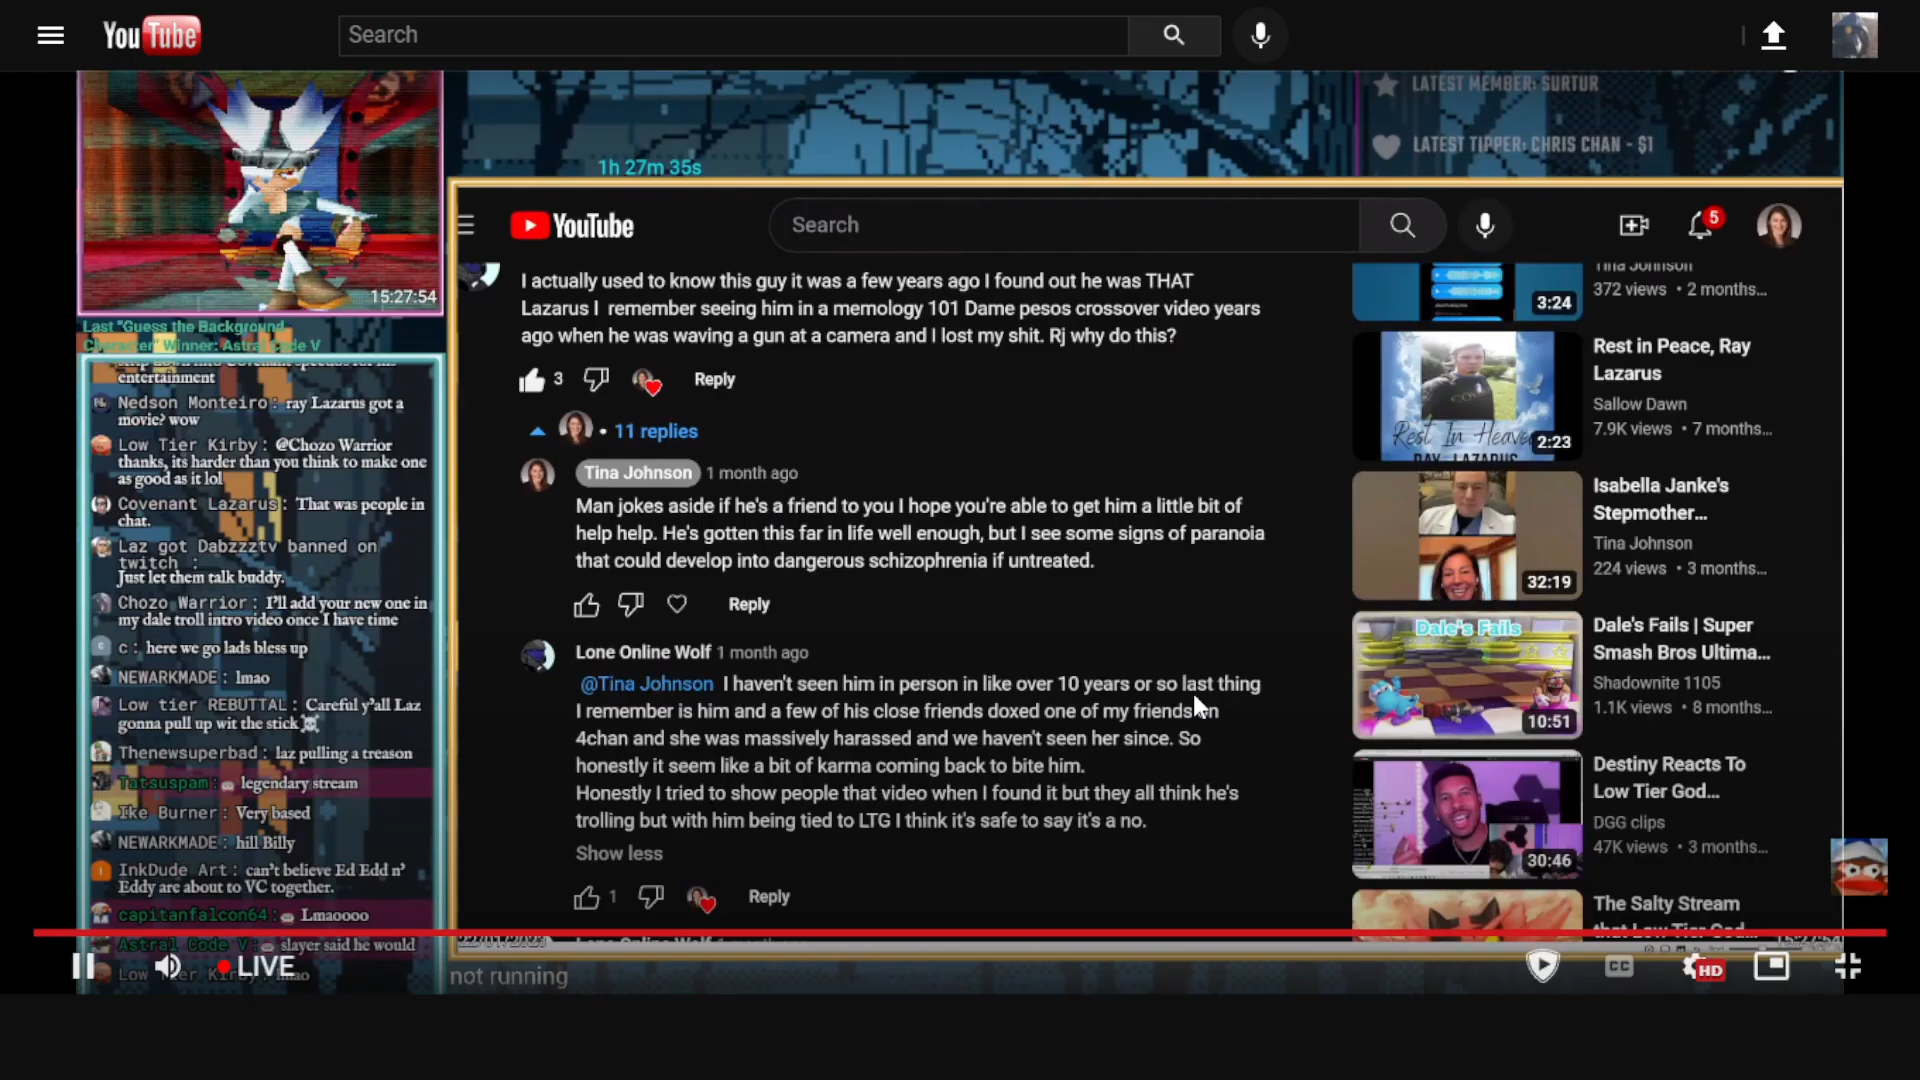 YouTube
Search
LATEST MEMBER: SURTUR
LATEST TIPPER: CHRIS CHAN - $1
1h 27m 35s
15:27:54
Last "Guess the Background
Character" Winner: Astral Code V
entertainment
Nedson Monteiro: ray Lazarus got a
movie? wow
Low Tier Kirby: @Chozo Warrior
thanks, its harder than you think to make one
as good as it lol
Covenant Lazarus: That was people in
chat.
Laz got Dabzzztv banned on
twitch :
Just let them talk buddy.
Chozo Warrior: I'll add your new one in
my dale troll intro video once I have time
c: here we go lads bless up
NEWARKMADE: lmao
Low tier REBUTTAL: Careful y'all Laz
gonna pull up wit the stick
Thenewsuperbad: laz pulling a treason
Tatsuspam: legendary stream
Ike Burner: Very based
NEWARKMADE: hill Billy
InkDude Art: can't believe Ed Edd n'
Eddy are about to VC together.
capitanfalcon64: Lmaoooo
Astral Code V: slayer said he would
YouTube
Search
5
I actually used to know this guy it was a few years ago I found out he was THAT
Lazarus I remember seeing him in a memology 101 Dame pesos crossover video years
ago when he was waving a gun at a camera and I lost my shit. Rj why do this?
3
Reply
• 11 replies
Tina Johnson 1 month ago
Man jokes aside if he's a friend to you I hope you're able to get him a little bit of
help help. He's gotten this far in life well enough, but I see some signs of paranoia
that could develop into dangerous schizophrenia if untreated.
Reply
Lone Online Wolf 1 month ago
@Tina Johnson I haven't seen him in person in like over 10 years or so last thing
I remember is him and a few of his close friends doxed one of my friends on
4chan and she was massively harassed and we haven't seen her since. So
honestly it seem like a bit of karma coming back to bite him.
Honestly I tried to show people that video when I found it but they all think he's
trolling but with him being tied to LTG I think it's safe to say it's a no.
Show less
1
Reply
Tina Johnson
372 views • 2 months...
3:24
Rest in Peace, Ray
Lazarus
Sallow Dawn
7.9K views • 7 months...
Rest In Heaven
RAY LAZARUS
2:23
Isabella Janke's
Stepmother...
Tina Johnson
224 views • 3 months...
32:19
Dale's Fails
Dale's Fails | Super
Smash Bros Ultima...
Shadownite 1105
1.1K views • 8 months...
10:51
Destiny Reacts To
Low Tier God...
DGG clips
47K views • 3 months...
30:46
The Salty Stream
that Low Tier God...
22/01/2023
15:27:54
LIVE
CC
HD
not running